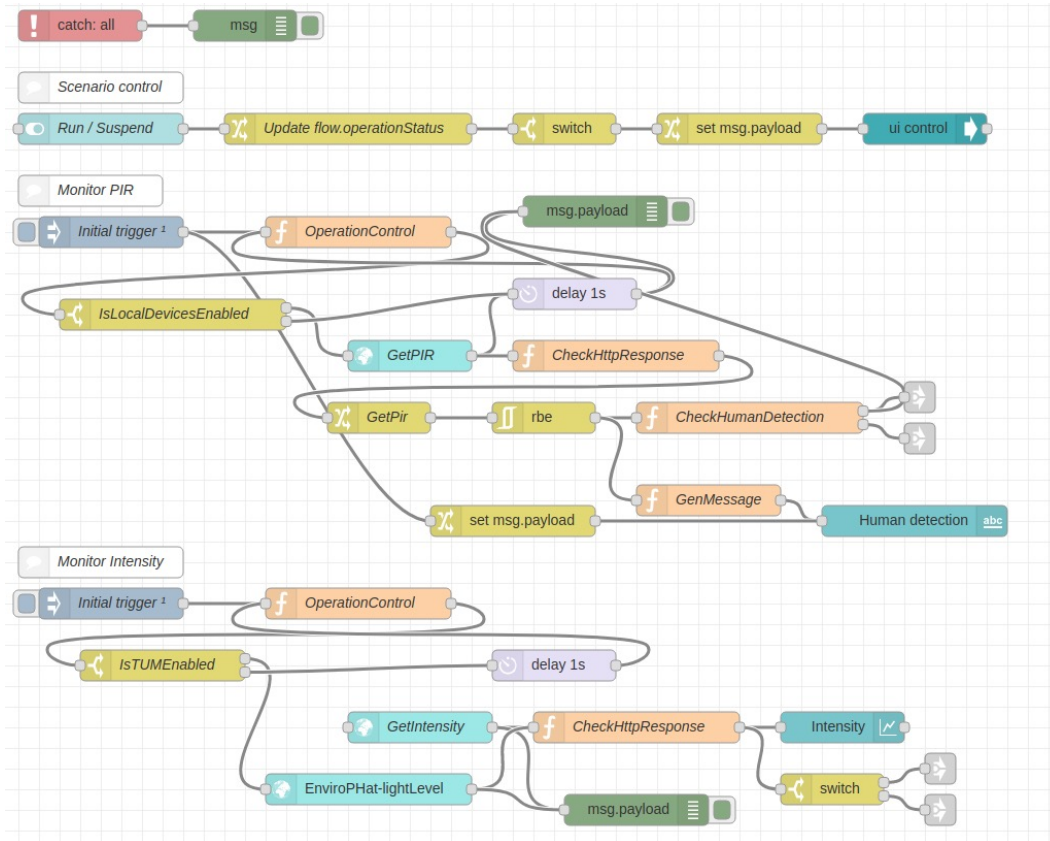 catch: all
msg
Scenario control
Run / Suspend
Update flow.operationStatus
switch
set msg.payload
ui control
Monitor PIR
msg.payload
Initial trigger ¹
OperationControl
delay 1s
IsLocalDevicesEnabled
GetPIR
CheckHttpResponse
GetPir
rbe
CheckHumanDetection
GenMessage
set msg.payload
Human detection
abc
Monitor Intensity
Initial trigger ¹
OperationControl
IsTUMEnabled
delay 1s
GetIntensity
CheckHttpResponse
Intensity
EnviroPHat-lightLevel
switch
msg.payload